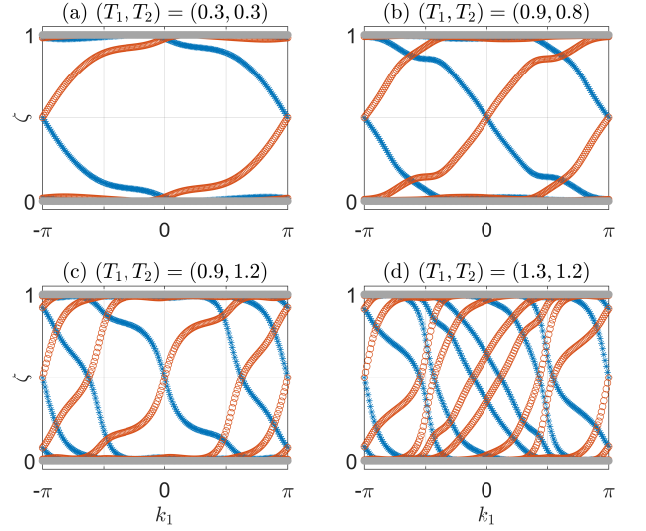 (a) (T₁, T₂) = (0.3, 0.3)
(b) (T₁, T₂) = (0.9, 0.8)
1
ζ
0
-π 0 π
1
0
-π 0 π
(c) (T₁, T₂) = (0.9, 1.2)
(d) (T₁, T₂) = (1.3, 1.2)
1
ζ
0
-π 0 π
k₁
1
0
-π 0 π
k₁